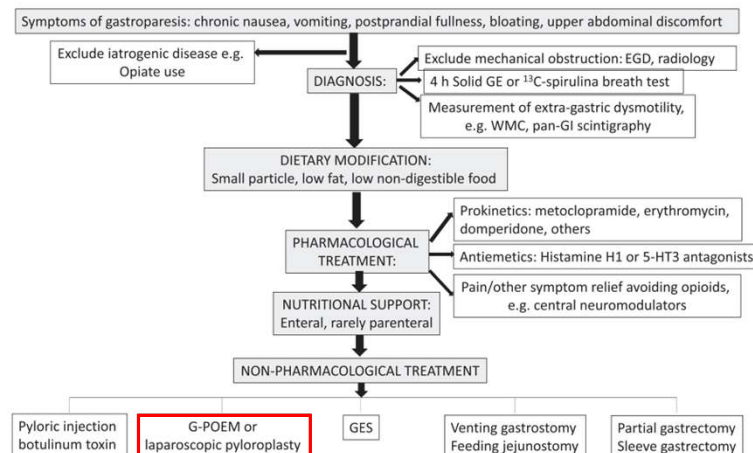 Symptoms of gastroparesis: chronic nausea, vomiting, postprandial fullness, bloating, upper abdominal discomfort
Exclude iatrogenic disease e.g.
Opiate use
DIAGNOSIS:
Exclude mechanical obstruction: EGD, radiology
4 h Solid GE or ¹³C-spirulina breath test
Measurement of extra-gastric dysmotility,
e.g. WMC, pan-GI scintigraphy
DIETARY MODIFICATION:
Small particle, low fat, low non-digestible food
PHARMACOLOGICAL
TREATMENT:
Prokinetics: metoclopramide, erythromycin,
domperidone, others
Antiemetics: Histamine H1 or 5-HT3 antagonists
Pain/other symptom relief avoiding opioids,
e.g. central neuromodulators
NUTRITIONAL SUPPORT:
Enteral, rarely parenteral
NON-PHARMACOLOGICAL TREATMENT
Pyloric injection
botulinum toxin
G-POEM or
laparoscopic pyloroplasty
GES
Venting gastrostomy
Feeding jejunostomy
Partial gastrectomy
Sleeve gastrectomy